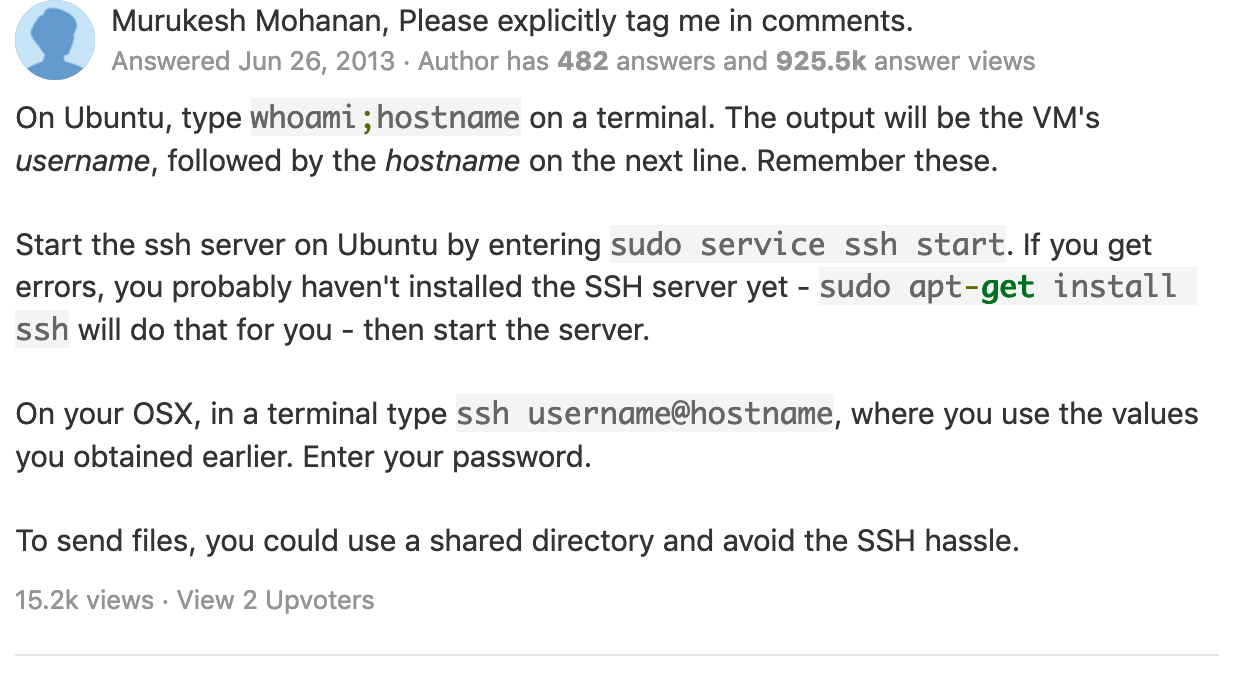 Murukesh Mohanan, Please explicitly tag me in comments.
Answered Jun 26, 2013 · Author has 482 answers and 925.5k answer views
On Ubuntu, type whoami;hostname on a terminal. The output will be the VM's
username, followed by the hostname on the next line. Remember these.
Start the ssh server on Ubuntu by entering sudo service ssh start. If you get
errors, you probably haven't installed the SSH server yet - sudo apt-get install
ssh will do that for you - then start the server.
On your OSX, in a terminal type ssh username@hostname, where you use the values
you obtained earlier. Enter your password.
To send files, you could use a shared directory and avoid the SSH hassle.
15.2k views · View 2 Upvoters